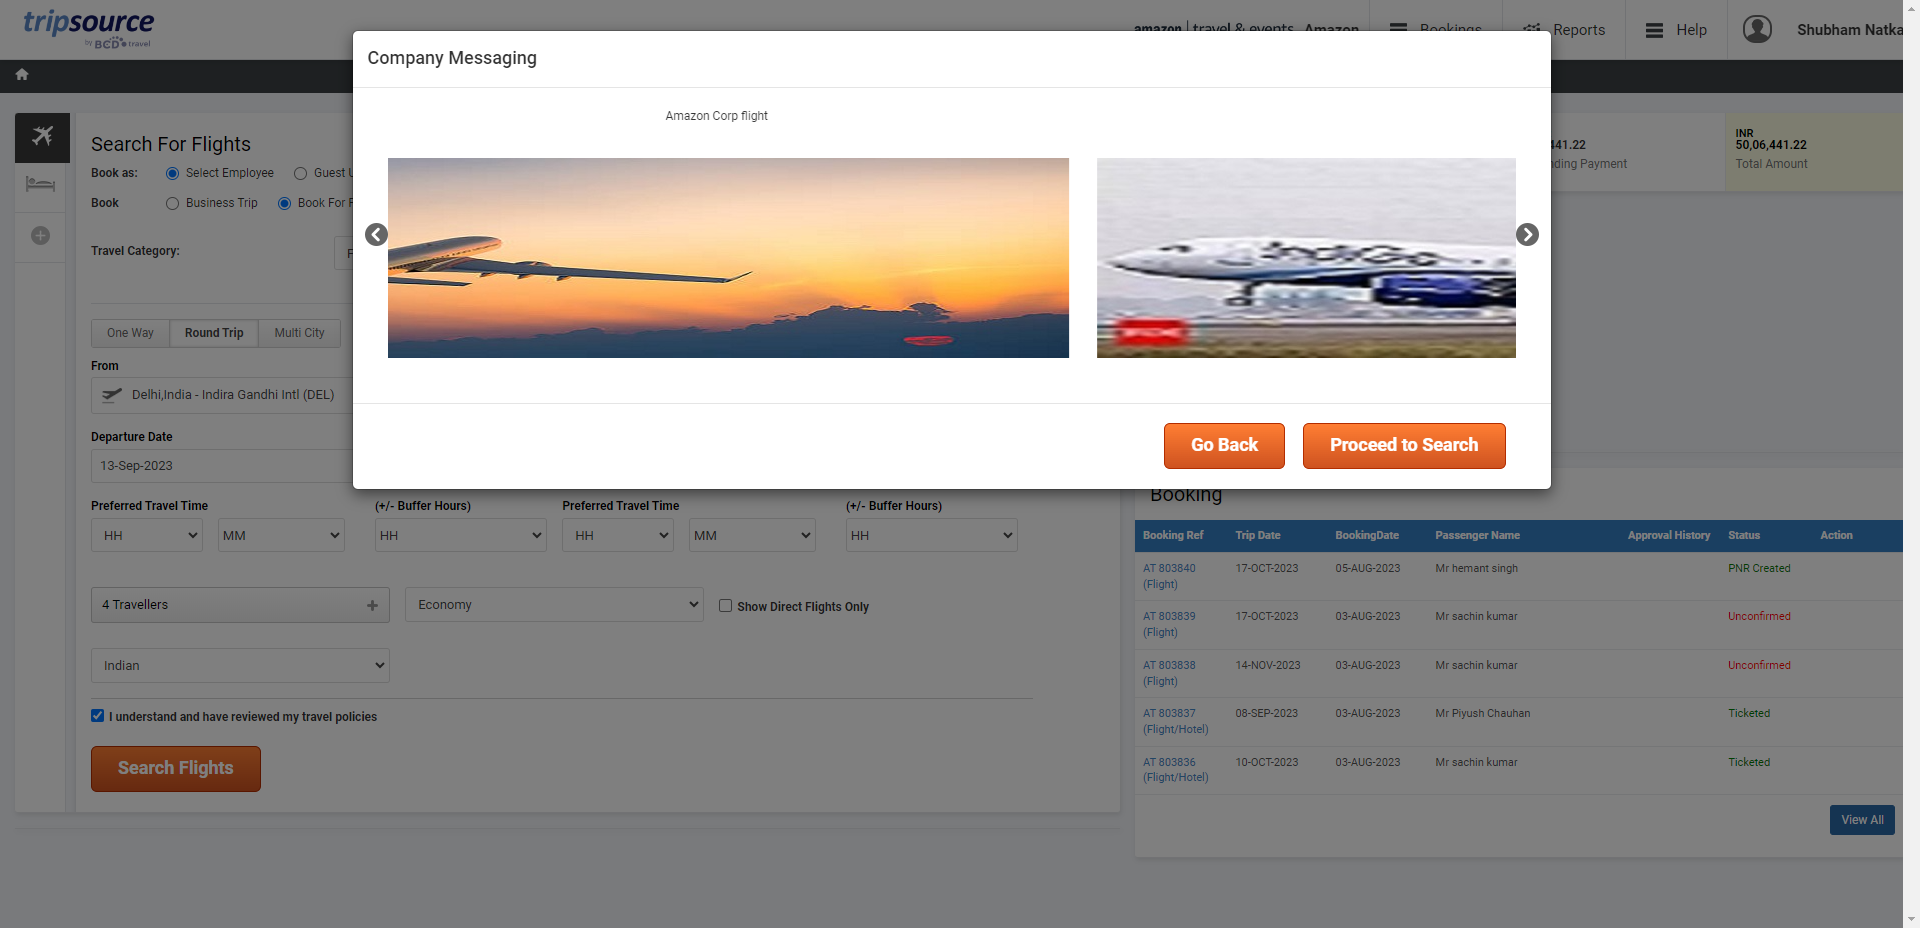 tripsource
by BCD travel
amazon | travel & events Amazon
Bookings
Reports
Help
Shubham Natka
Company Messaging
Amazon Corp flight
IndiGo
Go Back
Proceed to Search
Search For Flights
Book as:
Select Employee
Guest U
Book
Business Trip
Book For F
Travel Category:
One Way
Round Trip
Multi City
From
Delhi,India - Indira Gandhi Intl (DEL)
Departure Date
13-Sep-2023
Preferred Travel Time
(+/- Buffer Hours)
Preferred Travel Time
(+/- Buffer Hours)
HH
MM
HH
HH
MM
HH
4 Travellers
Economy
Show Direct Flights Only
Indian
I understand and have reviewed my travel policies
Search Flights
441.22
nding Payment
INR
50,06,441.22
Total Amount
Booking
Booking Ref Trip Date BookingDate Passenger Name Approval History Status Action
AT 803840 17-OCT-2023 05-AUG-2023 Mr hemant singh PNR Created
(Flight)
AT 803839 17-OCT-2023 03-AUG-2023 Mr sachin kumar Unconfirmed
(Flight)
AT 803838 14-NOV-2023 03-AUG-2023 Mr sachin kumar Unconfirmed
(Flight)
AT 803837 08-SEP-2023 03-AUG-2023 Mr Piyush Chauhan Ticketed
(Flight/Hotel)
AT 803836 10-OCT-2023 03-AUG-2023 Mr sachin kumar Ticketed
(Flight/Hotel)
View All